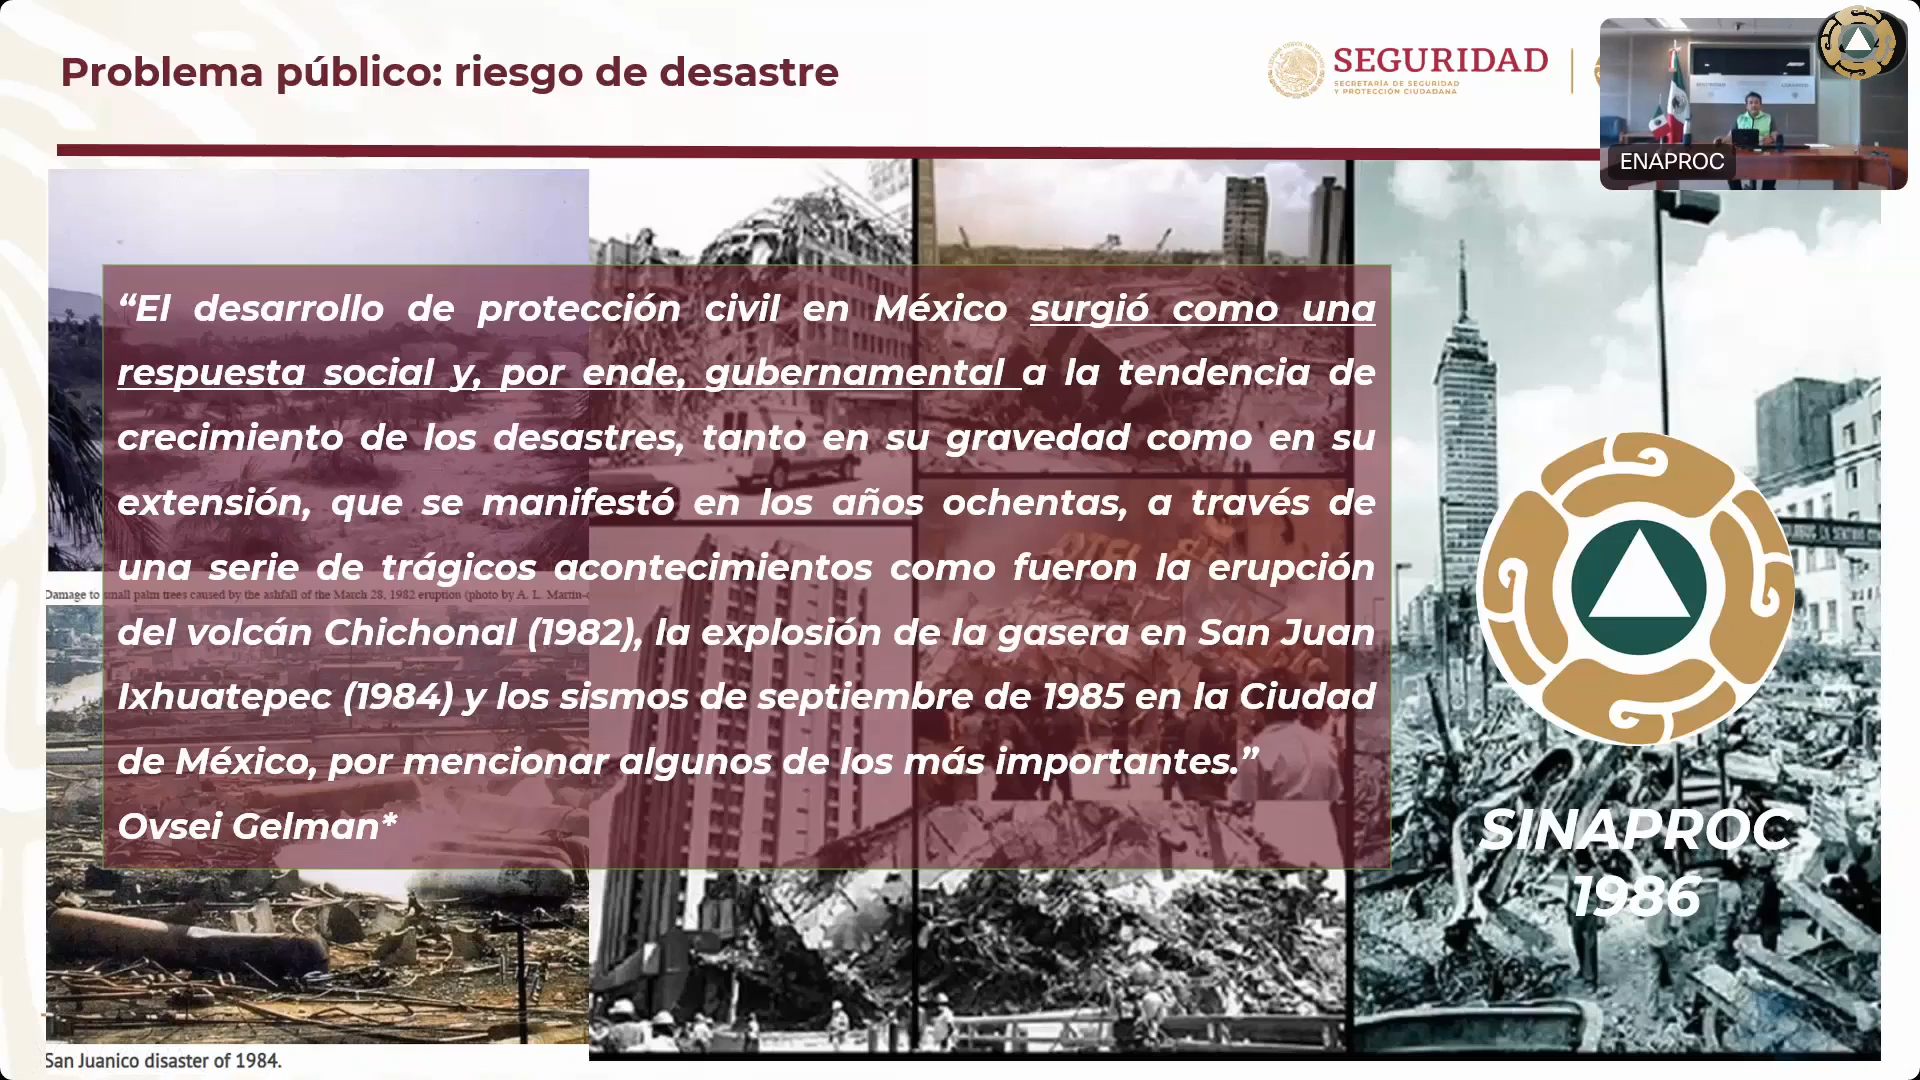 Problema público: riesgo de desastre
SEGURIDAD
SECRETARÍA DE SEGURIDAD
Y PROTECCIÓN CIUDADANA
ENAPROC
“El desarrollo de protección civil en México surgió como una
respuesta social y, por ende, gubernamental a la tendencia de
crecimiento de los desastres, tanto en su gravedad como en su
extensión, que se manifestó en los años ochentas, a través de
una serie de trágicos acontecimientos como fueron la erupción
del volcán Chichonal (1982), la explosión de la gasera en San Juan
Ixhuatepec (1984) y los sismos de septiembre de 1985 en la Ciudad
de México, por mencionar algunos de los más importantes.”
Ovsei Gelman*
Damage to small palm trees caused by the ashfall of the March 28, 1982 eruption (photo by A. L. Martin-
San Juanico disaster of 1984.
SINAPROC
1986